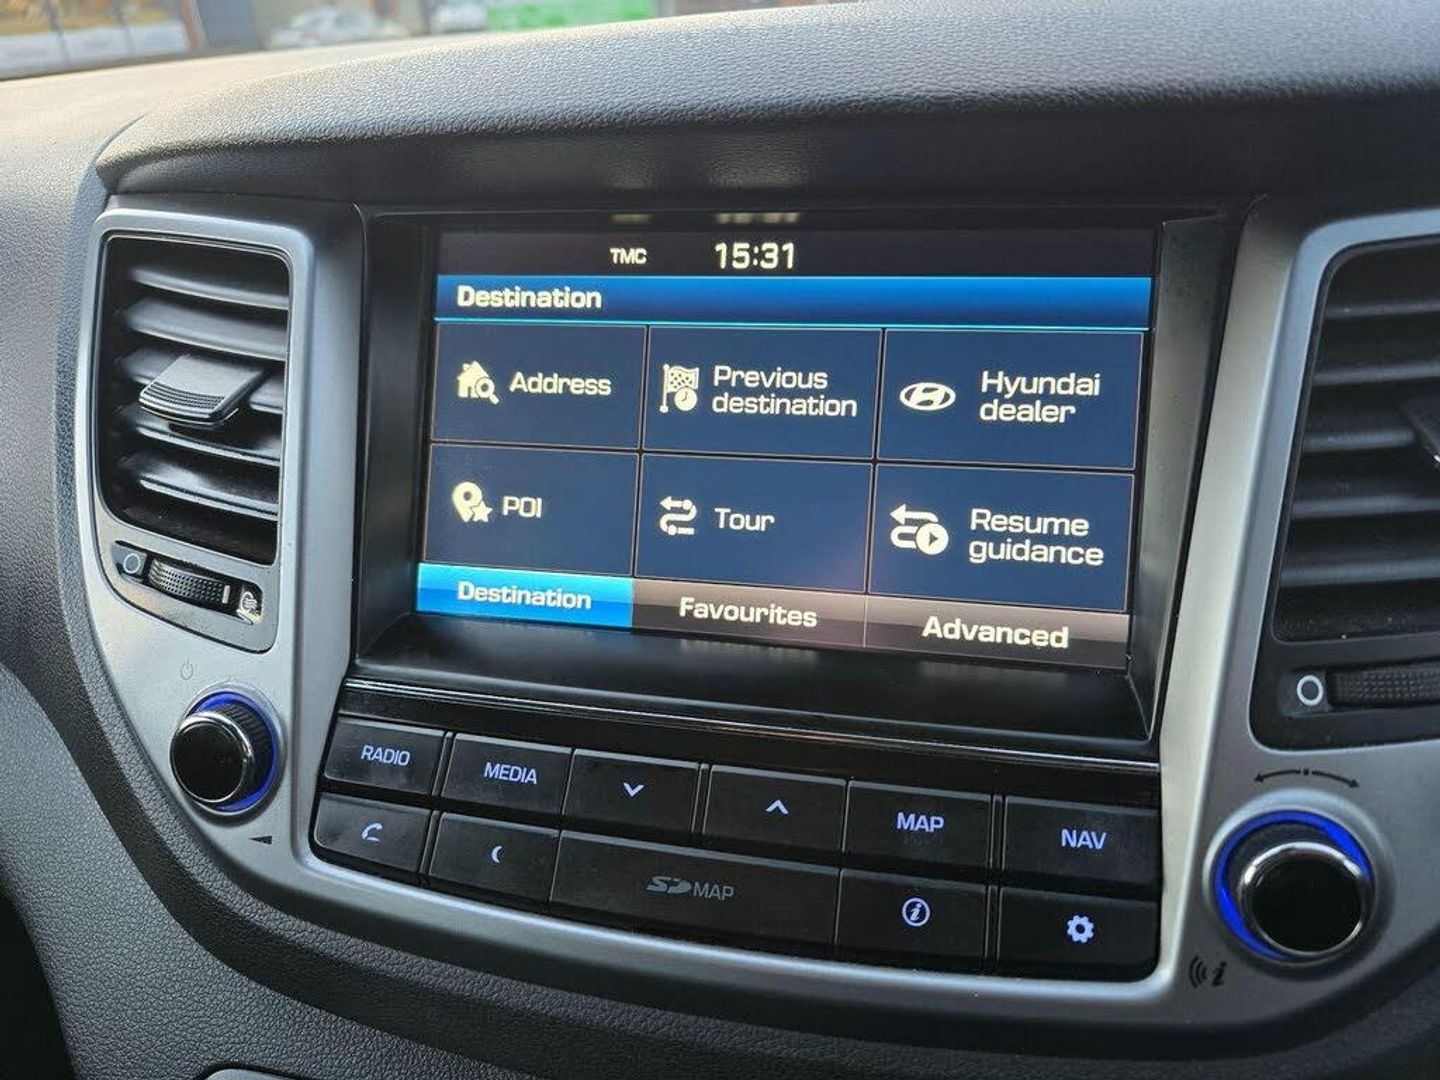 TMC 15:31
Destination
Address
Previous
destination
Hyundai
dealer
POI
Tour
Resume
guidance
Destination
Favourites
Advanced
RADIO
MEDIA
MAP
NAV
SD MAP
i
i